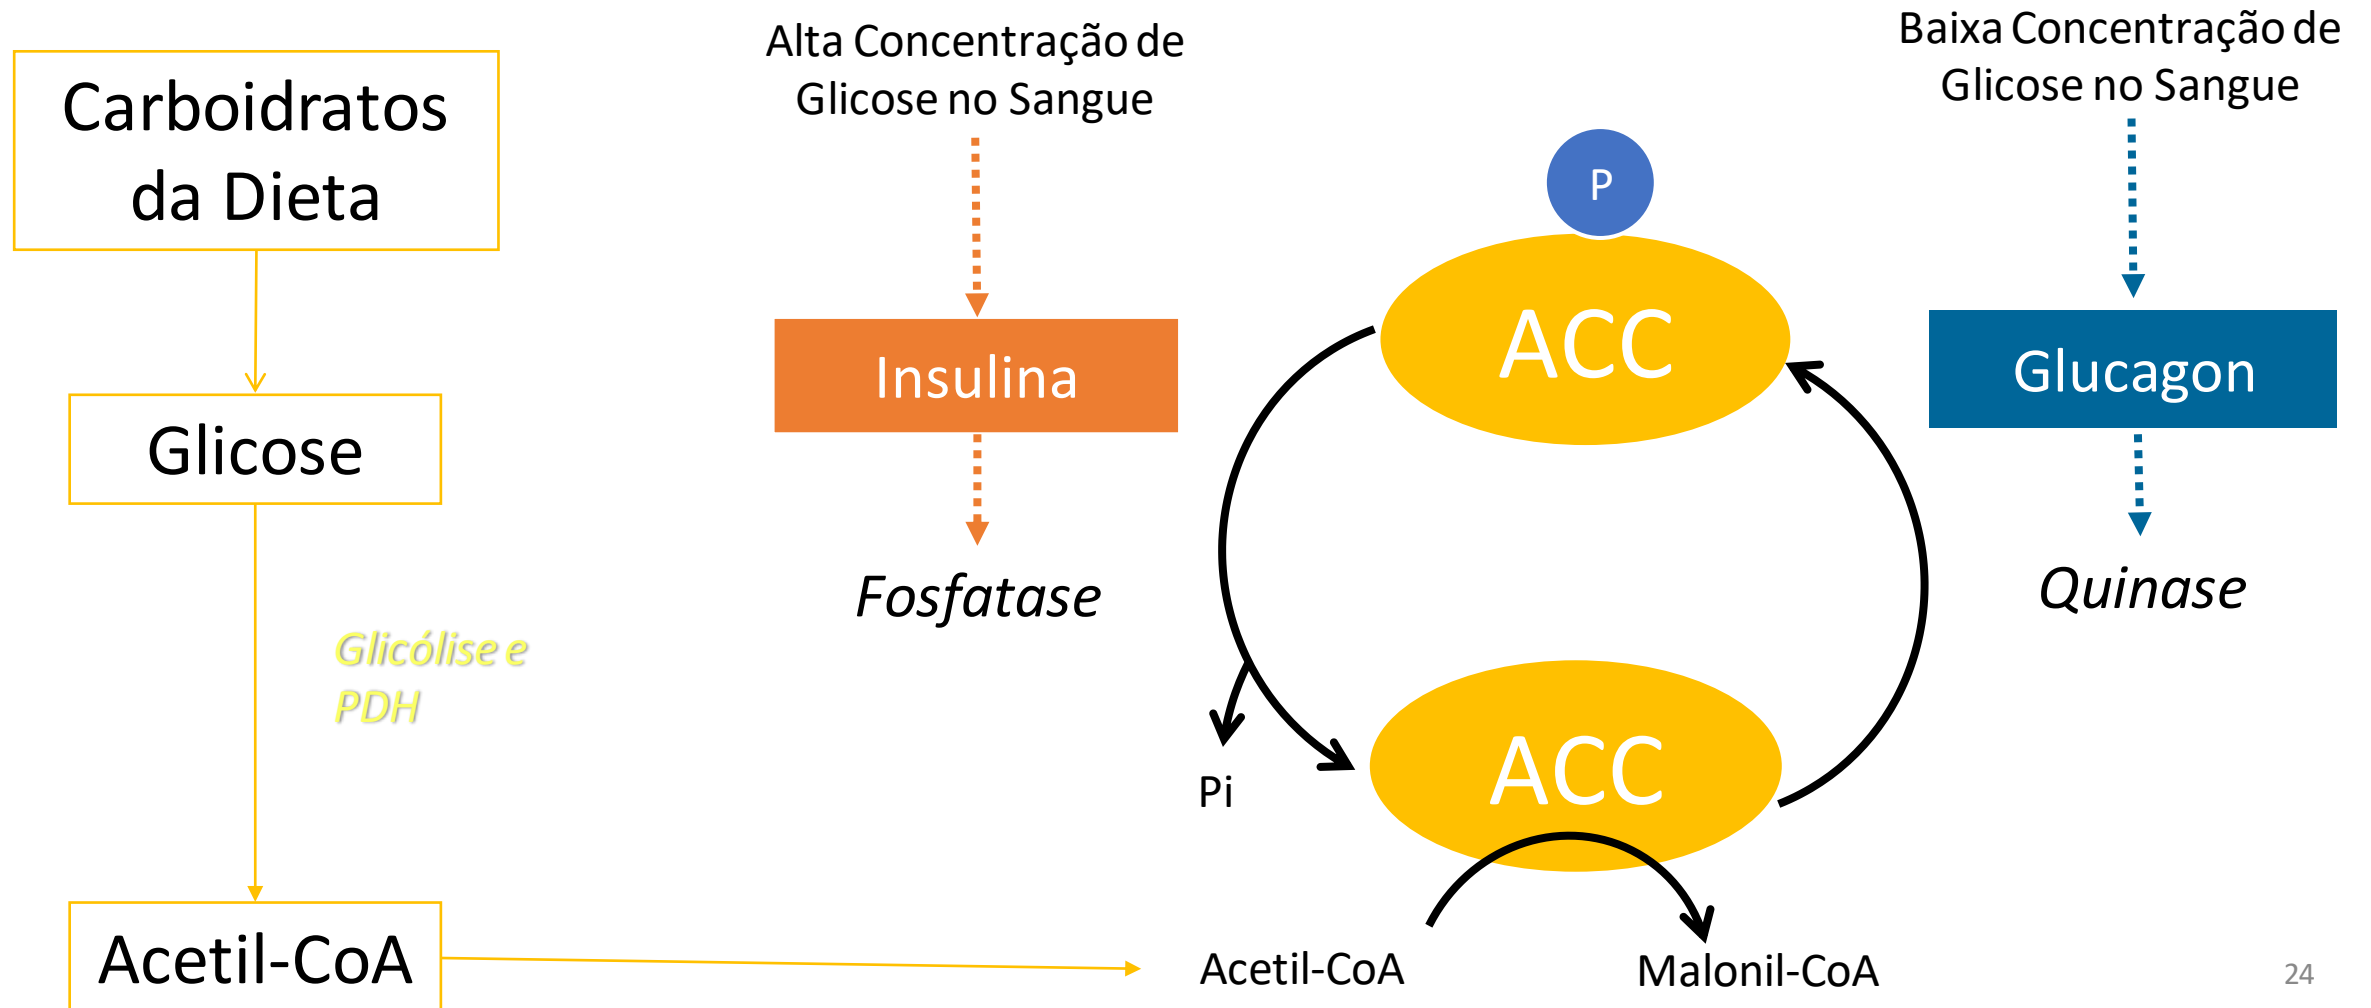 Carboidratos
da Dieta
Glicose
Glicólise e
PDH
Acetil-CoA
Alta Concentração de
Glicose no Sangue
Insulina
Fosfatase
P
ACC
Pi
ACC
Acetil-CoA
Malonil-CoA
Baixa Concentração de
Glicose no Sangue
Glucagon
Quinase
24